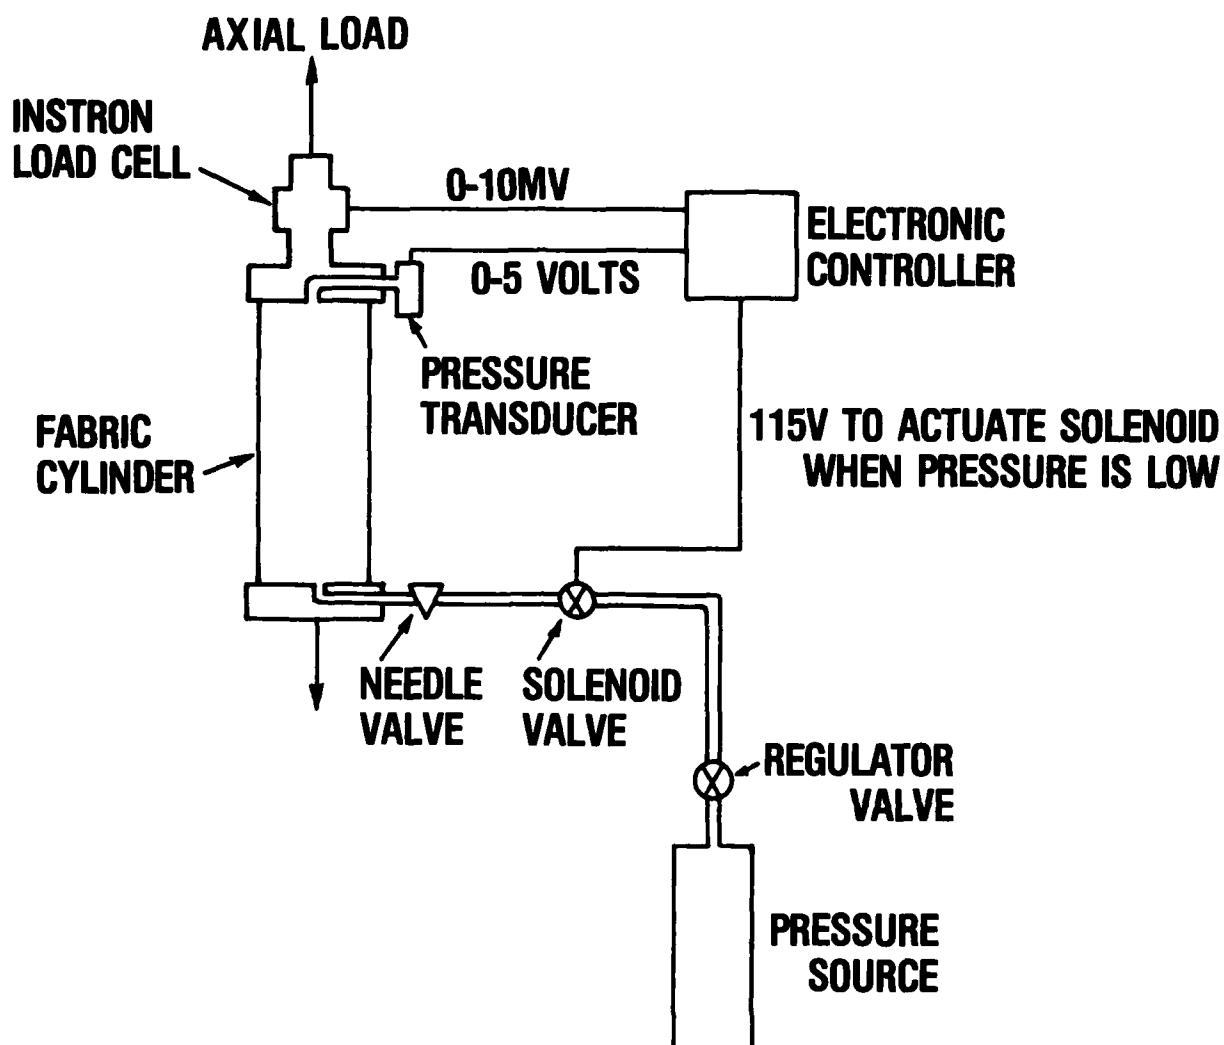 AXIAL LOAD
INSTRON
LOAD CELL
0-10MV
ELECTRONIC
CONTROLLER
0-5 VOLTS
PRESSURE
TRANSDUCER
FABRIC
CYLINDER
115V TO ACTUATE SOLENOID
WHEN PRESSURE IS LOW
NEEDLE
VALVE
SOLENOID
VALVE
REGULATOR
VALVE
PRESSURE
SOURCE